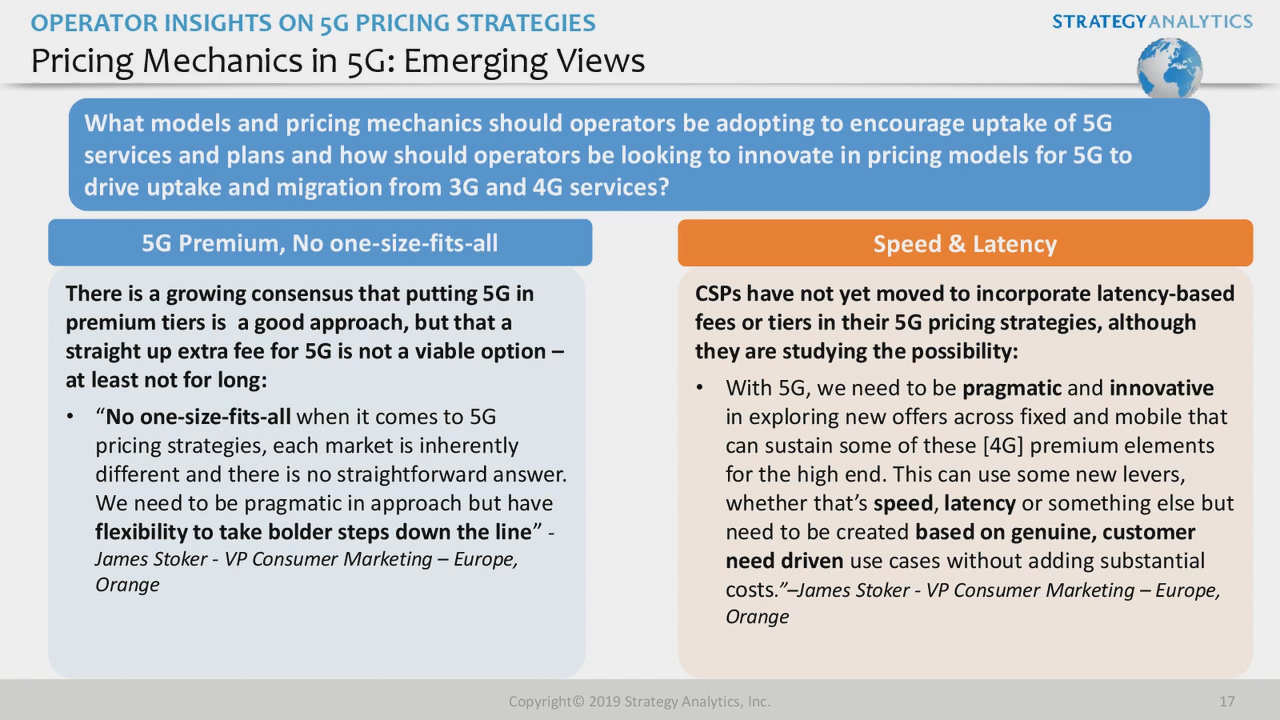 OPERATOR INSIGHTS ON 5G PRICING STRATEGIES
STRATEGYANALYTICS
Pricing Mechanics in 5G: Emerging Views
What models and pricing mechanics should operators be adopting to encourage uptake of 5G
services and plans and how should operators be looking to innovate in pricing models for 5G to
drive uptake and migration from 3G and 4G services?
5G Premium, No one-size-fits-all
There is a growing consensus that putting 5G in
premium tiers is  a good approach, but that a
straight up extra fee for 5G is not a viable option –
at least not for long:
• “No one-size-fits-all when it comes to 5G
pricing strategies, each market is inherently
different and there is no straightforward answer.
We need to be pragmatic in approach but have
flexibility to take bolder steps down the line” -
James Stoker - VP Consumer Marketing – Europe,
Orange
Speed & Latency
CSPs have not yet moved to incorporate latency-based
fees or tiers in their 5G pricing strategies, although
they are studying the possibility:
• With 5G, we need to be pragmatic and innovative
in exploring new offers across fixed and mobile that
can sustain some of these [4G] premium elements
for the high end. This can use some new levers,
whether that’s speed, latency or something else but
need to be created based on genuine, customer
need driven use cases without adding substantial
costs.”–James Stoker - VP Consumer Marketing – Europe,
Orange
Copyright© 2019 Strategy Analytics, Inc.
17